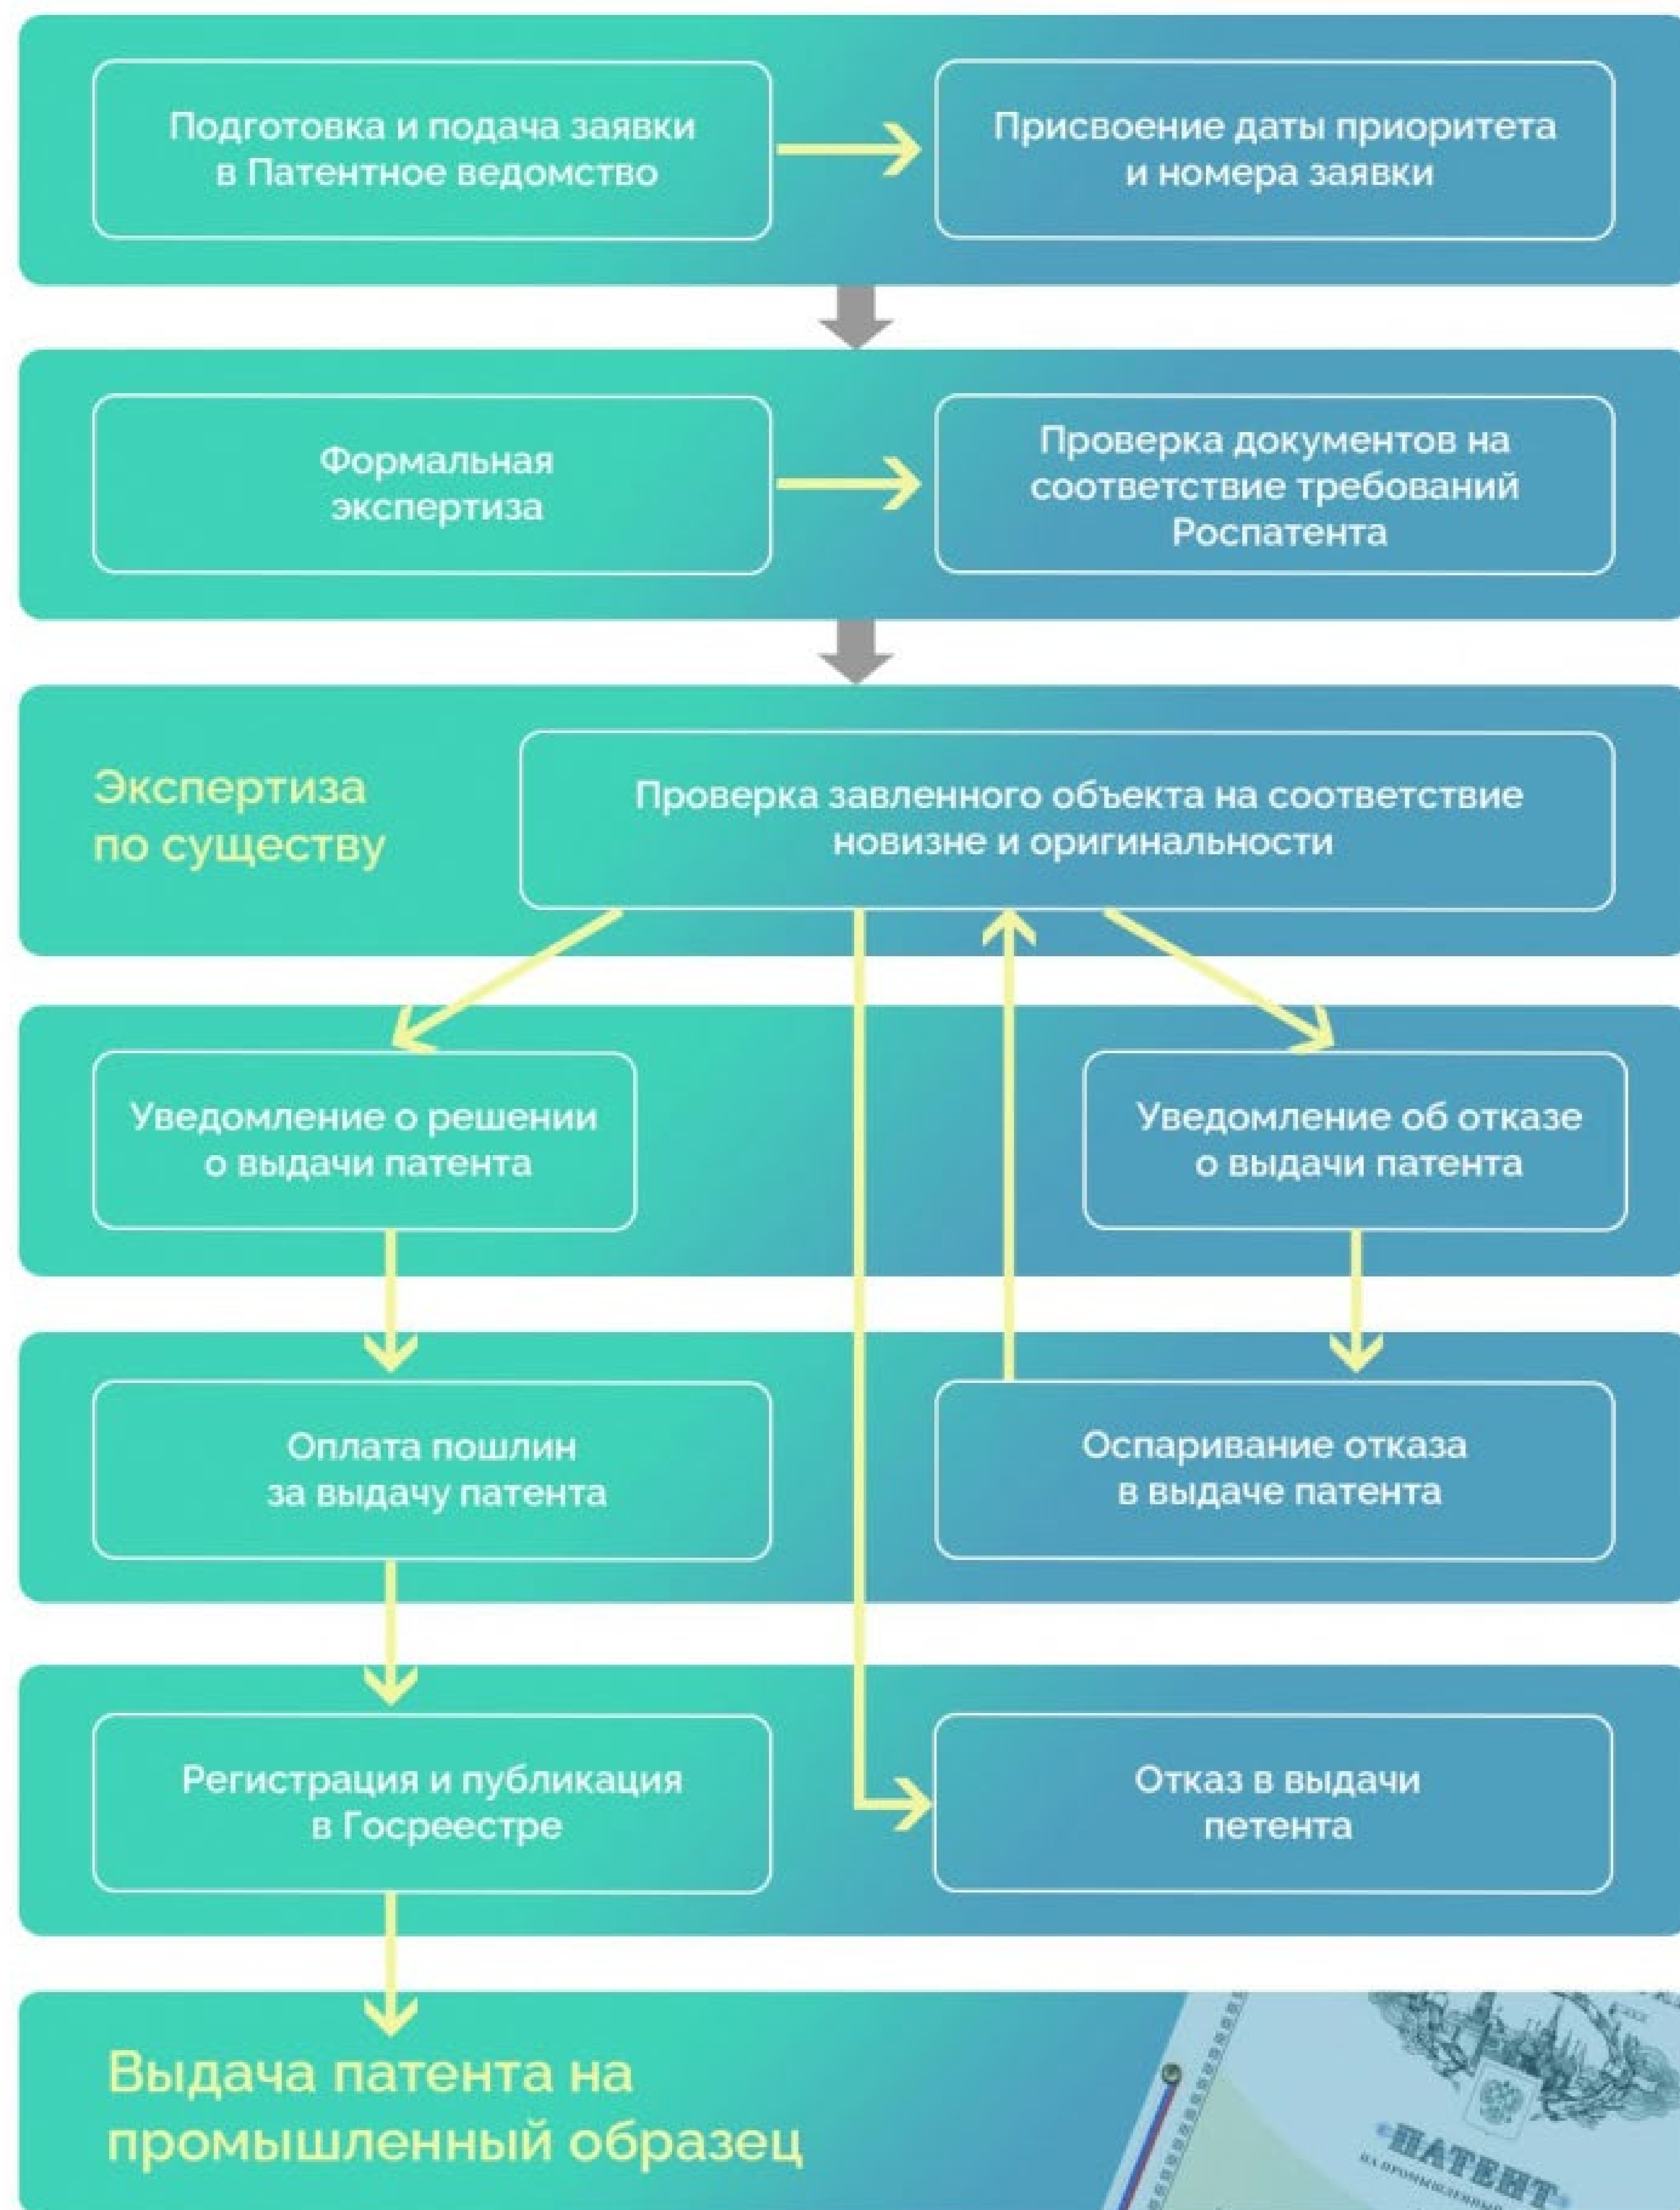 Подготовка и подача заявки
в Патентное ведомство
Присвоение даты приоритета
и номера заявки
Формальная
экспертиза
Проверка документов на
соответствие требований
Роспатента
Экспертиза
по существу
Проверка завленного объекта на соответствие
новизне и оригинальности
Уведомление о решении
о выдачи патента
Уведомление об отказе
о выдачи патента
Оплата пошлин
за выдачу патента
Оспаривание отказа
в выдаче патента
Регистрация и публикация
в Госреестре
Отказ в выдачи
петента
Выдача патента на
промышленный образец
ПАТЕНТ
НА ПРОМЫШЛЕННЫЙ